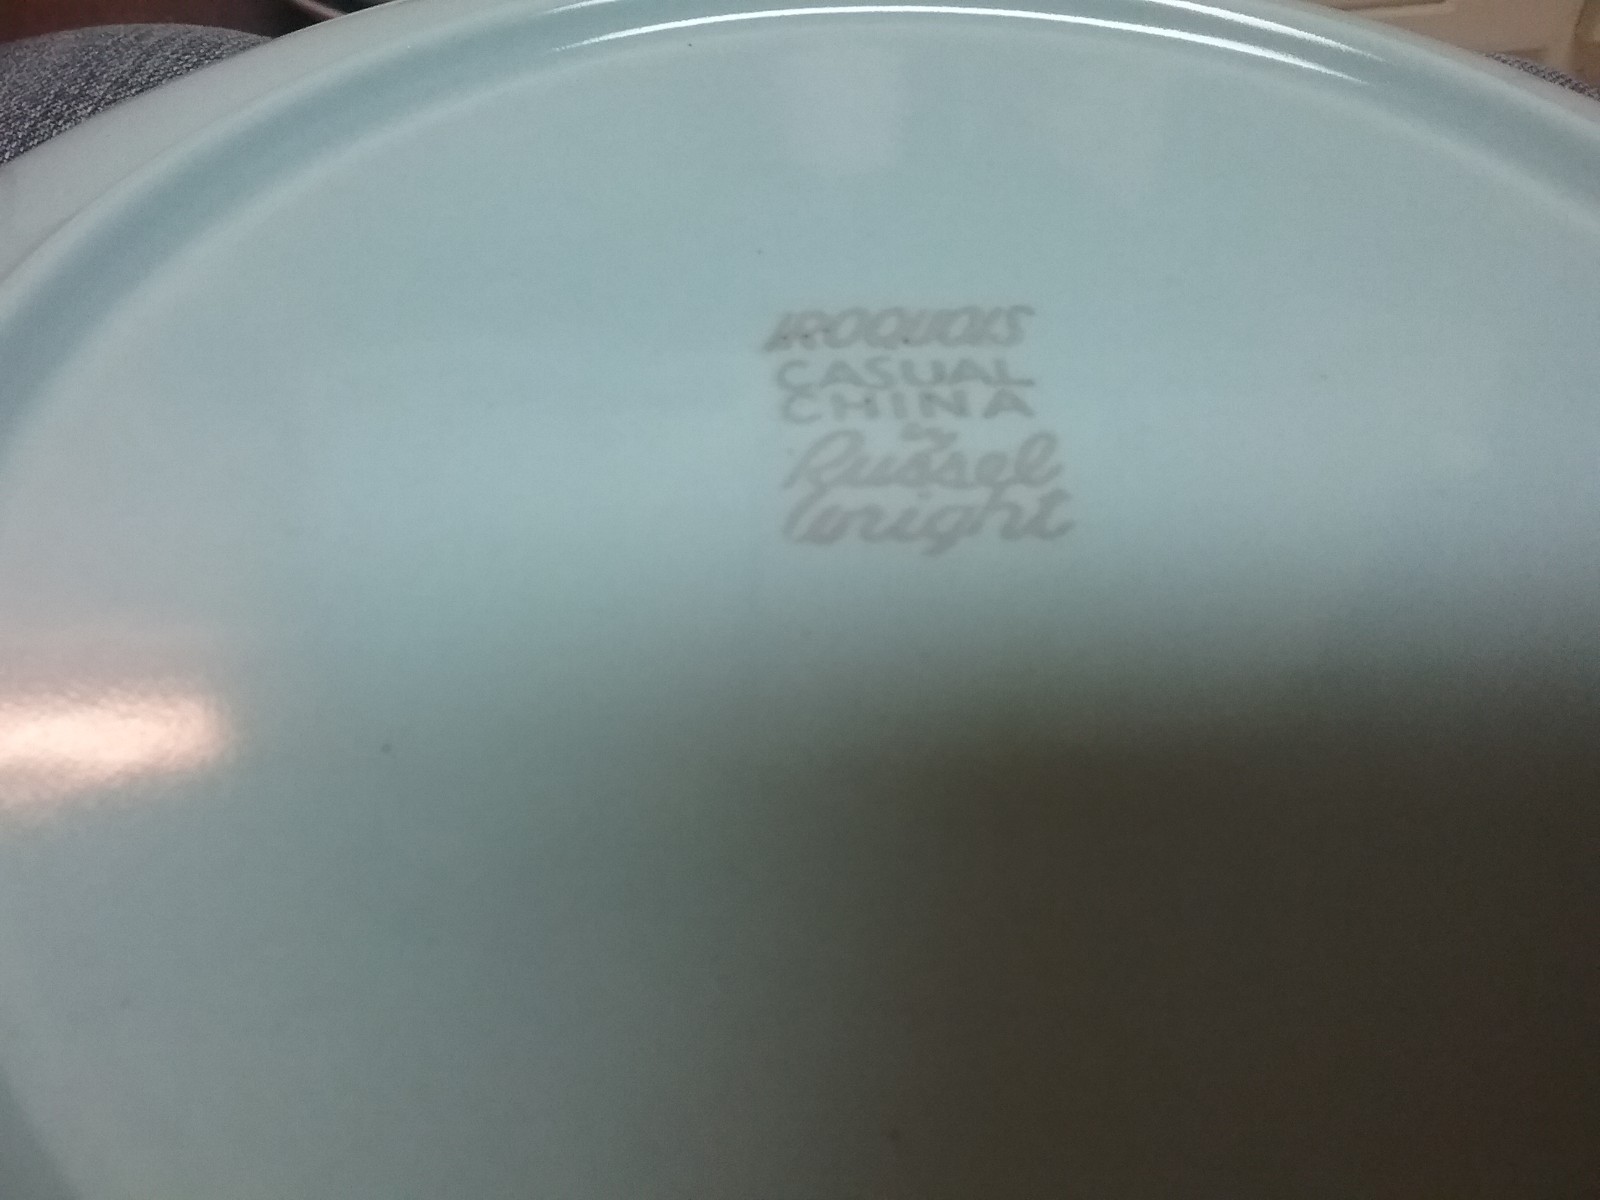 IROQUOIS
CASUAL
CHINA
by
Russel
Wright